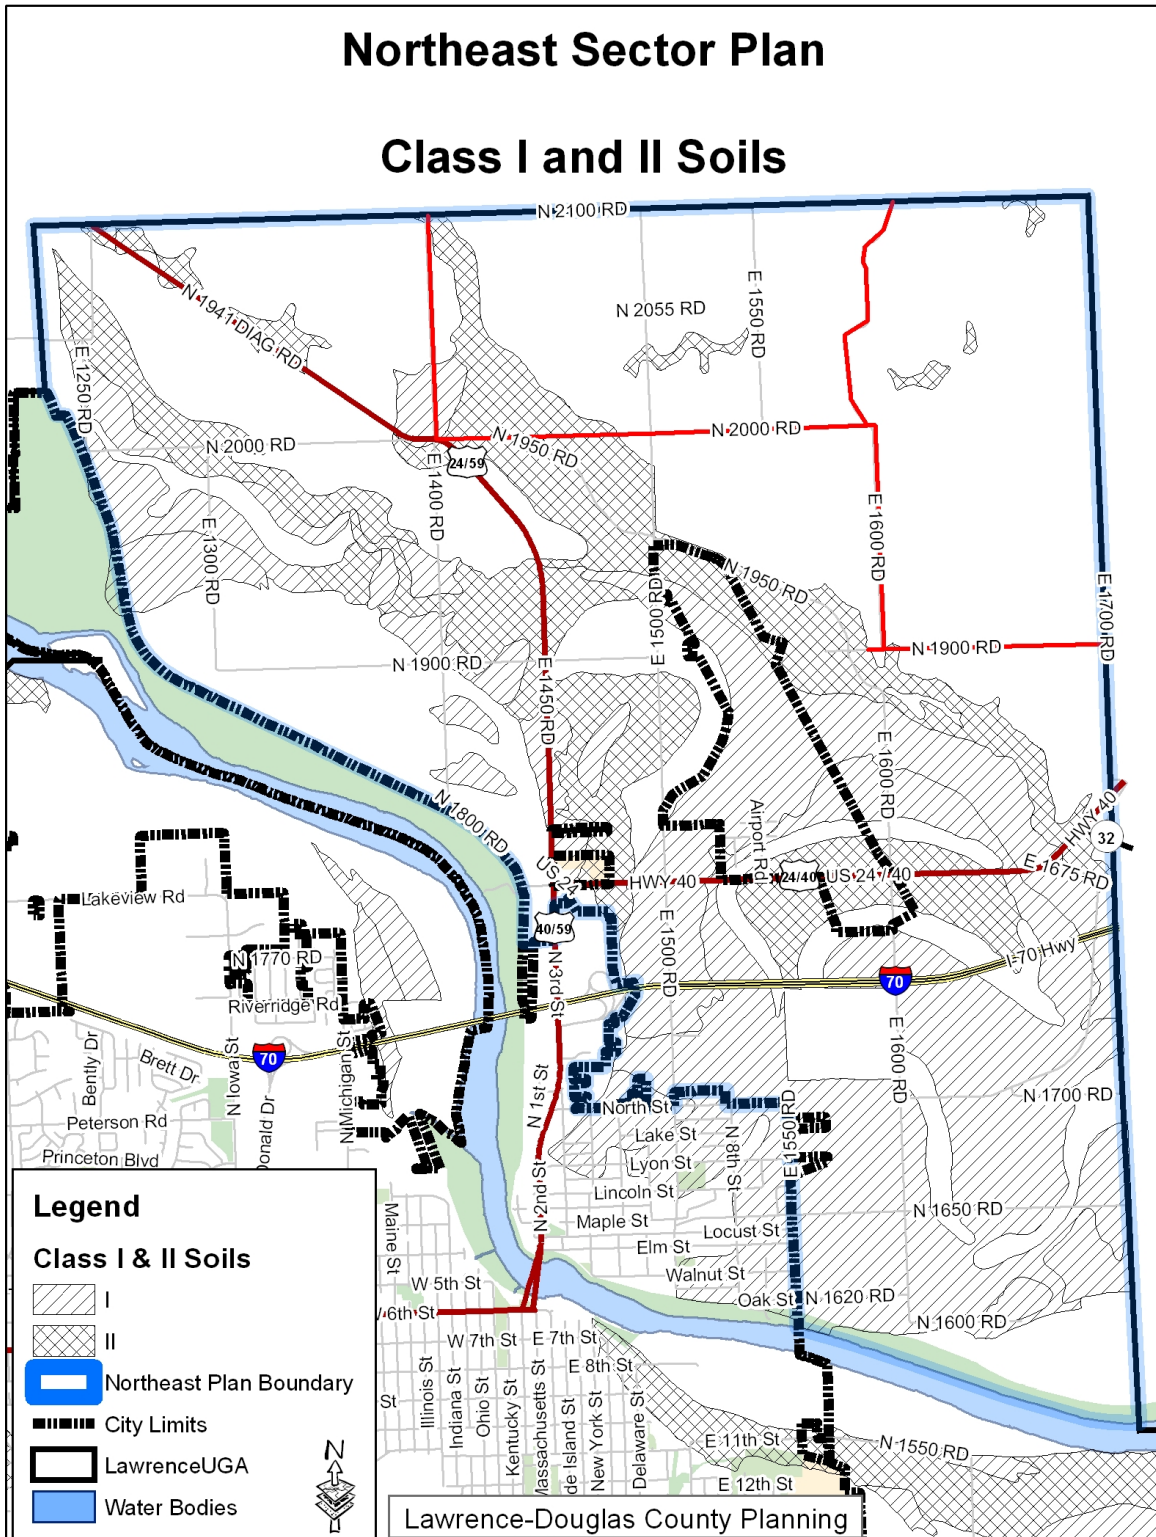 Northeast Sector Plan
Class I and II Soils
N 2100 RD
N 1941 DIAG RD
N 2055 RD
E 1550 RD
E 1250 RD
N 2000 RD
N 1950 RD
N 2000 RD
24/59
E 1400 RD
E 1300 RD
E 1600 RD
N 1950 RD
E 1500 RD
E 1700 RD
N 1900 RD
N 1900 RD
E 1450 RD
E 1600 RD
N 1800 RD
Airport Rd
HWY 40
32
US 24
HWY 40
24/40
US 24 / 40
E 1675 RD
Lakeview Rd
40/59
E 1500 RD
N 1770 RD
N 3rd St
I-70 Hwy
70
Riverridge Rd
70
Bently Dr
Brett Dr
N Iowa St
N Michigan St
E 1600 RD
N 1st St
North St
N 1700 RD
Peterson Rd
Lake St
N 8th St
E 1550 RD
Princeton Blvd
Donald Dr
Lyon St
Lincoln St
N 2nd St
Maple St
Locust St
N 1650 RD
Maine St
Elm St
Walnut St
W 5th St
Oak St
N 1620 RD
6th St
N 1600 RD
W 7th St
E 7th St
E 8th St
St
Illinois St
Indiana St
Ohio St
Kentucky St
Massachusetts St
de Island St
New York St
Delaware St
E 11th St
N 1550 RD
E 12th St
Legend
Class I & II Soils
I
II
Northeast Plan Boundary
City Limits
LawrenceUGA
Water Bodies
N
Lawrence-Douglas County Planning